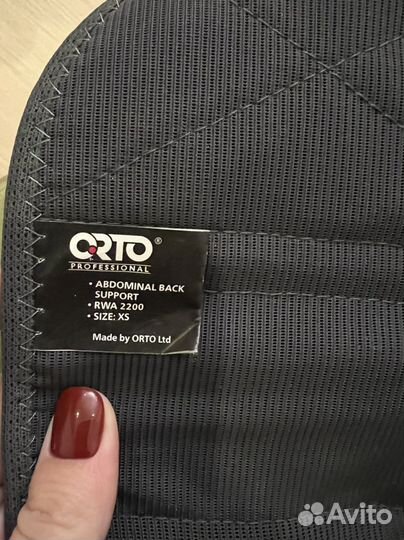 ORTO®
PROFESSIONAL
• ABDOMINAL BACK
SUPPORT
• RWA 2200
• SIZE: XS
Made by ORTO Ltd
Avito